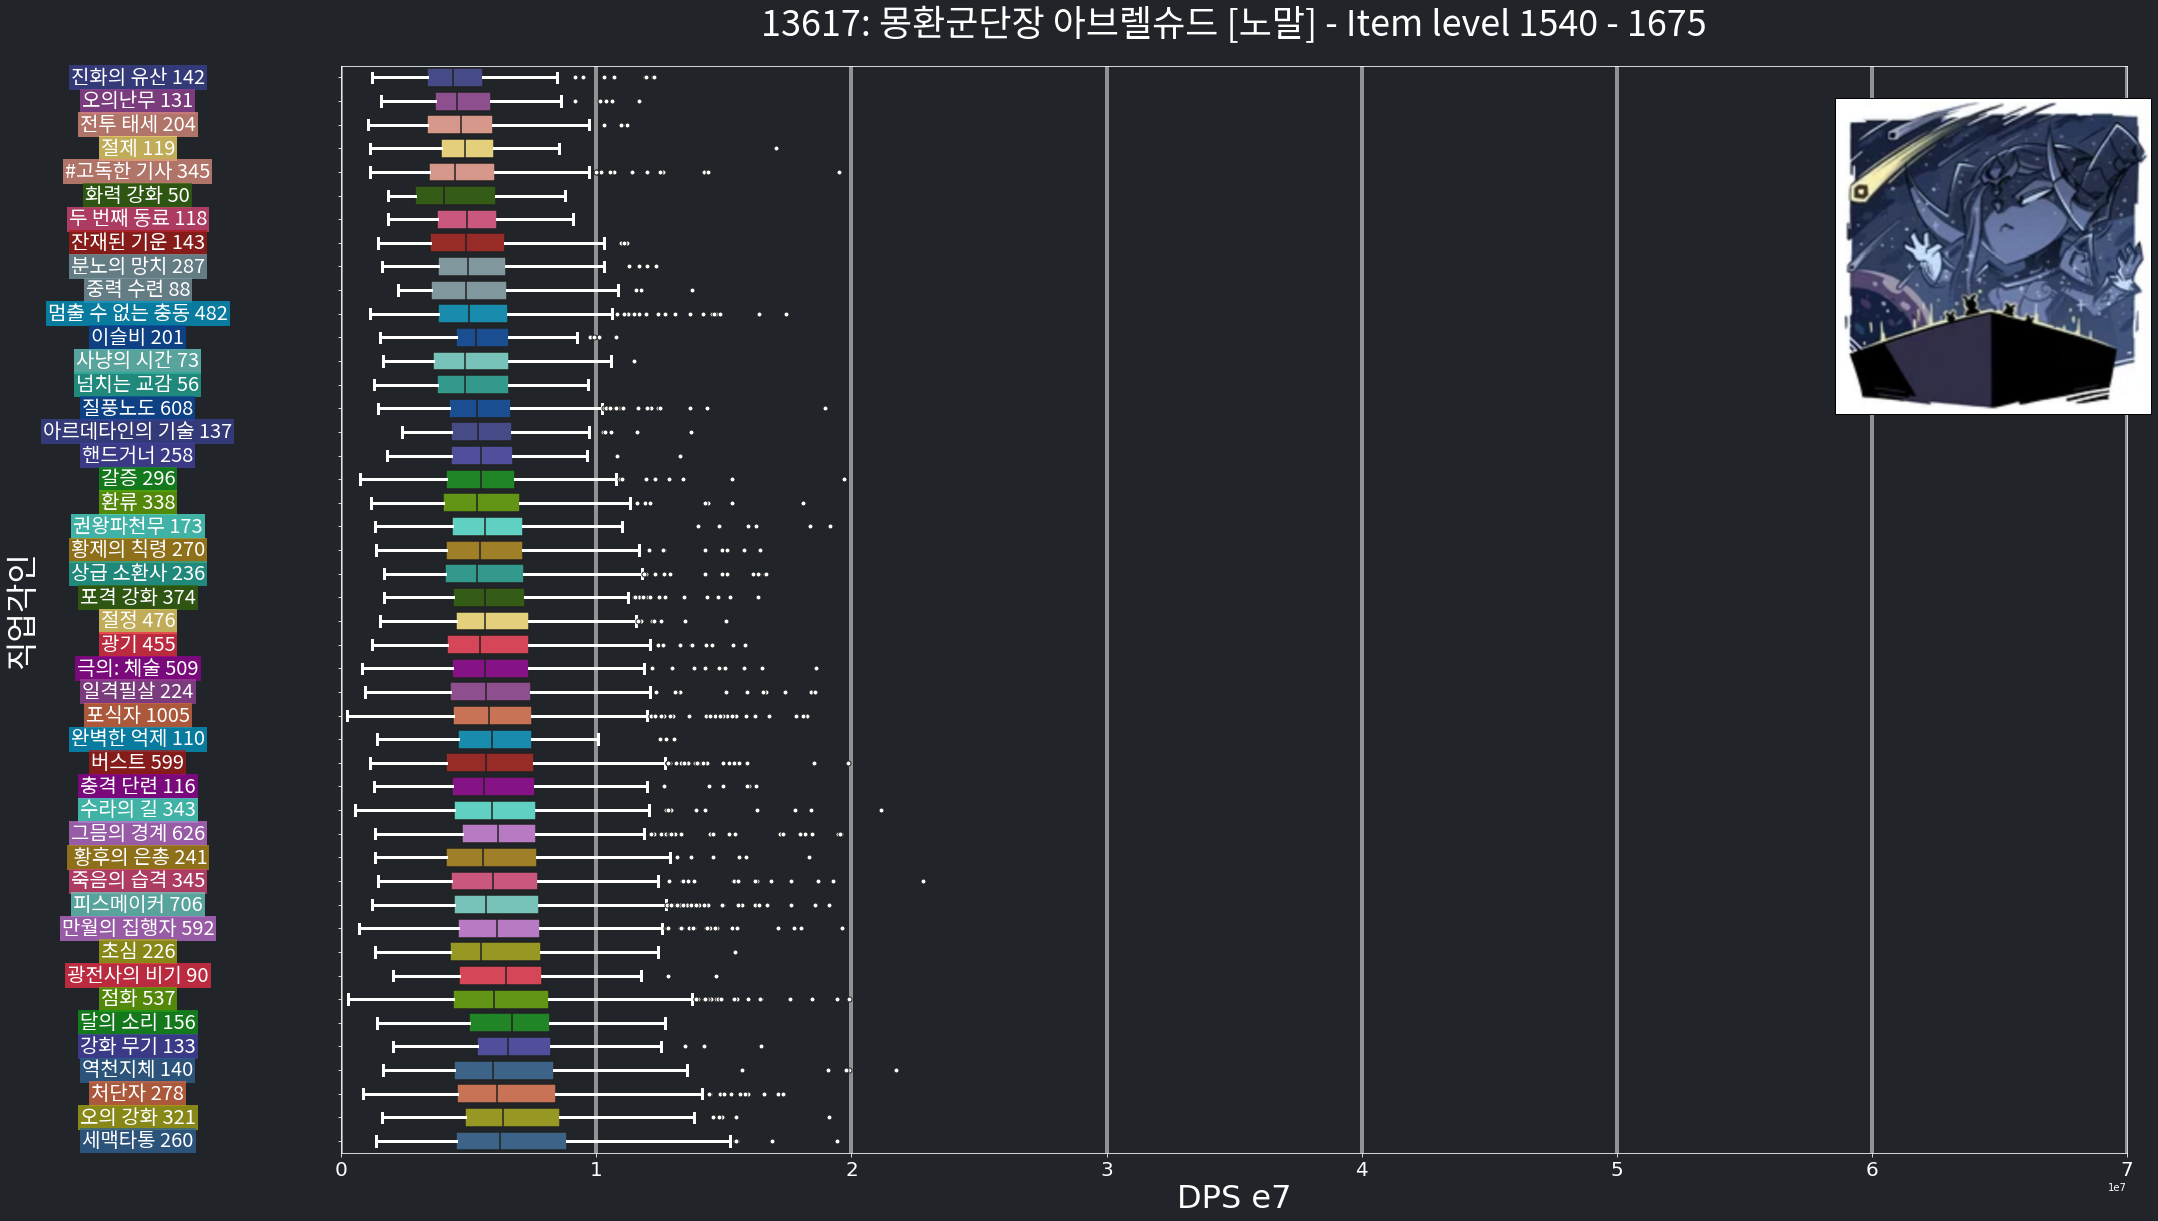 13617: 몽환군단장 아브렐슈드 [노말] - Item level 1540 - 1675
진화의 유산 142
오의난무 131
전투 태세 204
절제 119
#고독한 기사 345
화력 강화 50
두 번째 동료 118
잔재된 기운 143
분노의 망치 287
중력 수련 88
멈출 수 없는 충동 482
이슬비 201
사냥의 시간 73
넘치는 교감 56
질풍노도 608
아르데타인의 기술 137
핸드거너 258
갈증 296
환류 338
권왕파천무 173
황제의 칙령 270
상급 소환사 236
포격 강화 374
절정 476
광기 455
극의: 체술 509
일격필살 224
포식자 1005
완벽한 억제 110
버스트 599
충격 단련 116
수라의 길 343
그믐의 경계 626
황후의 은총 241
죽음의 습격 345
피스메이커 706
만월의 집행자 592
초심 226
광전사의 비기 90
점화 537
달의 소리 156
강화 무기 133
역천지체 140
처단자 278
오의 강화 321
세맥타통 260
직업각인
0 1 2 3 4 5 6 7
1e7
DPS e7